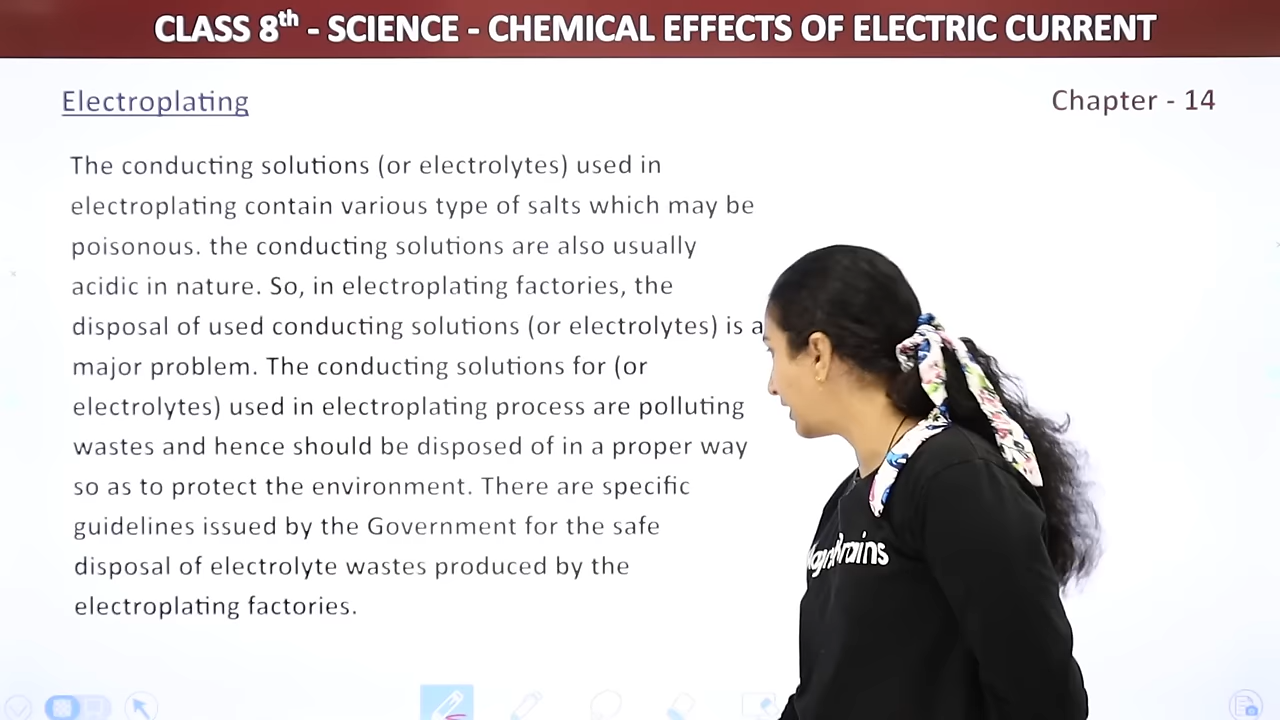 CLASS 8th - SCIENCE - CHEMICAL EFFECTS OF ELECTRIC CURRENT
Electroplating
Chapter - 14
The conducting solutions (or electrolytes) used in
electroplating contain various type of salts which may be
poisonous. the conducting solutions are also usually
acidic in nature. So, in electroplating factories, the
disposal of used conducting solutions (or electrolytes) is a
major problem. The conducting solutions for (or
electrolytes) used in electroplating process are polluting
wastes and hence should be disposed of in a proper way
so as to protect the environment. There are specific
guidelines issued by the Government for the safe
disposal of electrolyte wastes produced by the
electroplating factories.